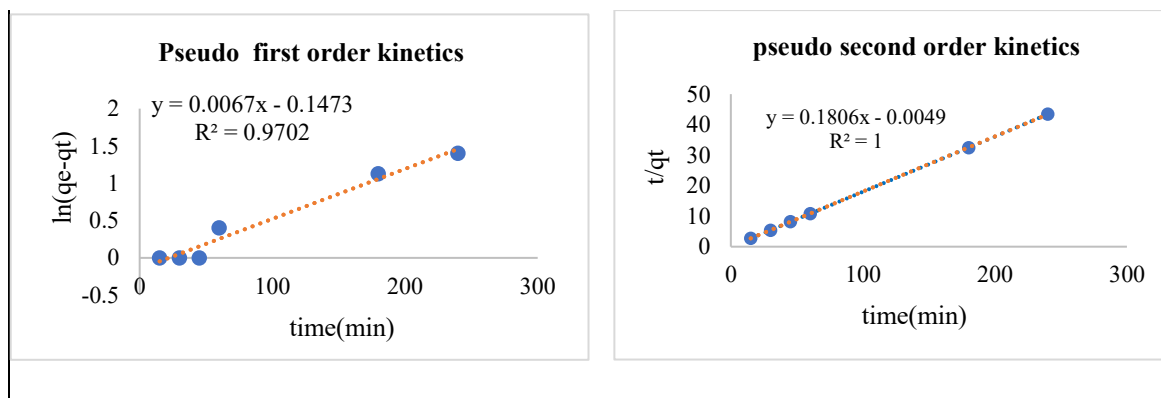 Pseudo first order kinetics
y = 0.0067x - 0.1473
R² = 0.9702
2
1.5
1
0.5
0
-0.5
0
100
200
300
ln(qe-qt)
time(min)
pseudo second order kinetics
y = 0.1806x - 0.0049
R² = 1
50
40
30
20
10
0
0
100
200
300
t/qt
time(min)